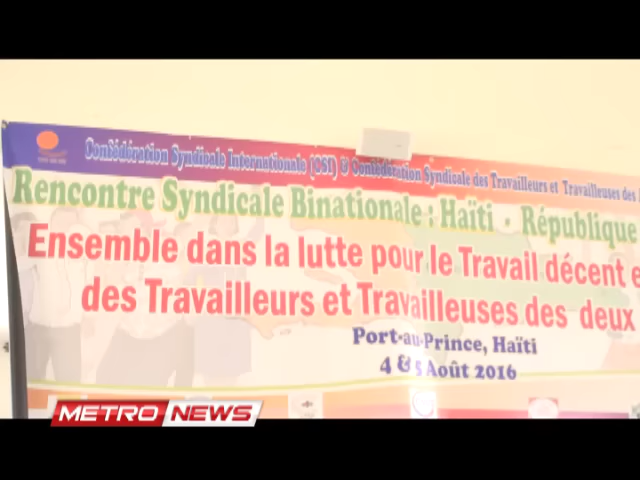 Confédération Syndicale Internationale (CSI) & Confédération Syndicale des Travailleurs et Travailleuses des
Rencontre Syndicale Binationale : Haïti - République
Ensemble dans la lutte pour le Travail décent e
des Travailleurs et Travailleuses des deux
Port-au-Prince, Haïti
4 & 5 Août 2016
METRO NEWS